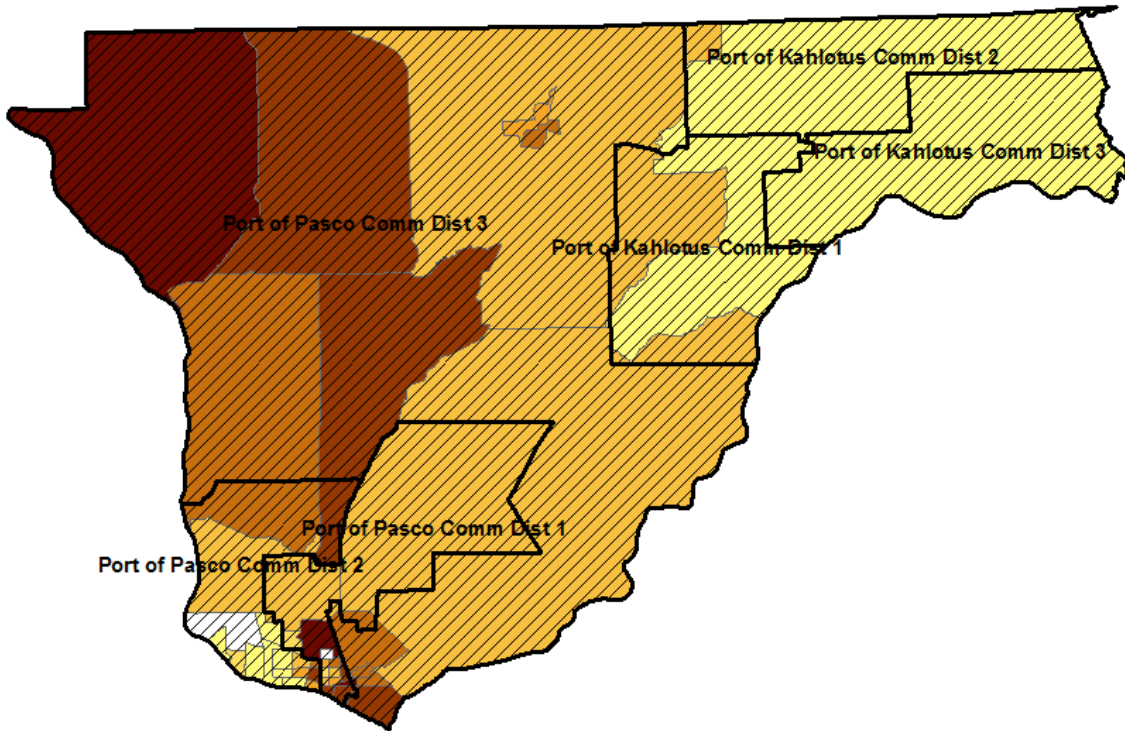 Port of Kahlotus Comm Dist 2
Port of Kahlotus Comm Dist 3
Port of Pasco Comm Dist 3
Port of Kahlotus Comm Dist 1
Port of Pasco Comm Dist 1
Port of Pasco Comm Dist 2